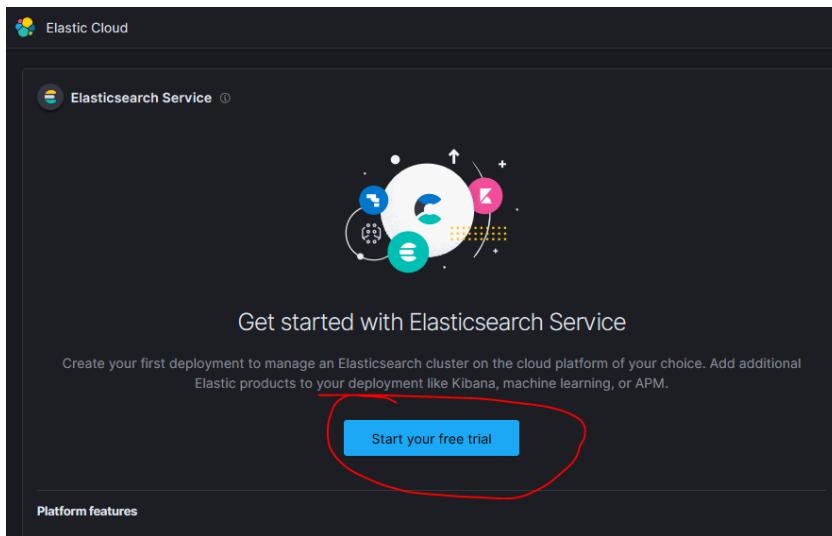 Elastic Cloud
Elasticsearch Service
Get started with Elasticsearch Service
Create your first deployment to manage an Elasticsearch cluster on the cloud platform of your choice. Add additional
Elastic products to your deployment like Kibana, machine learning, or APM.
Start your free trial
Platform features